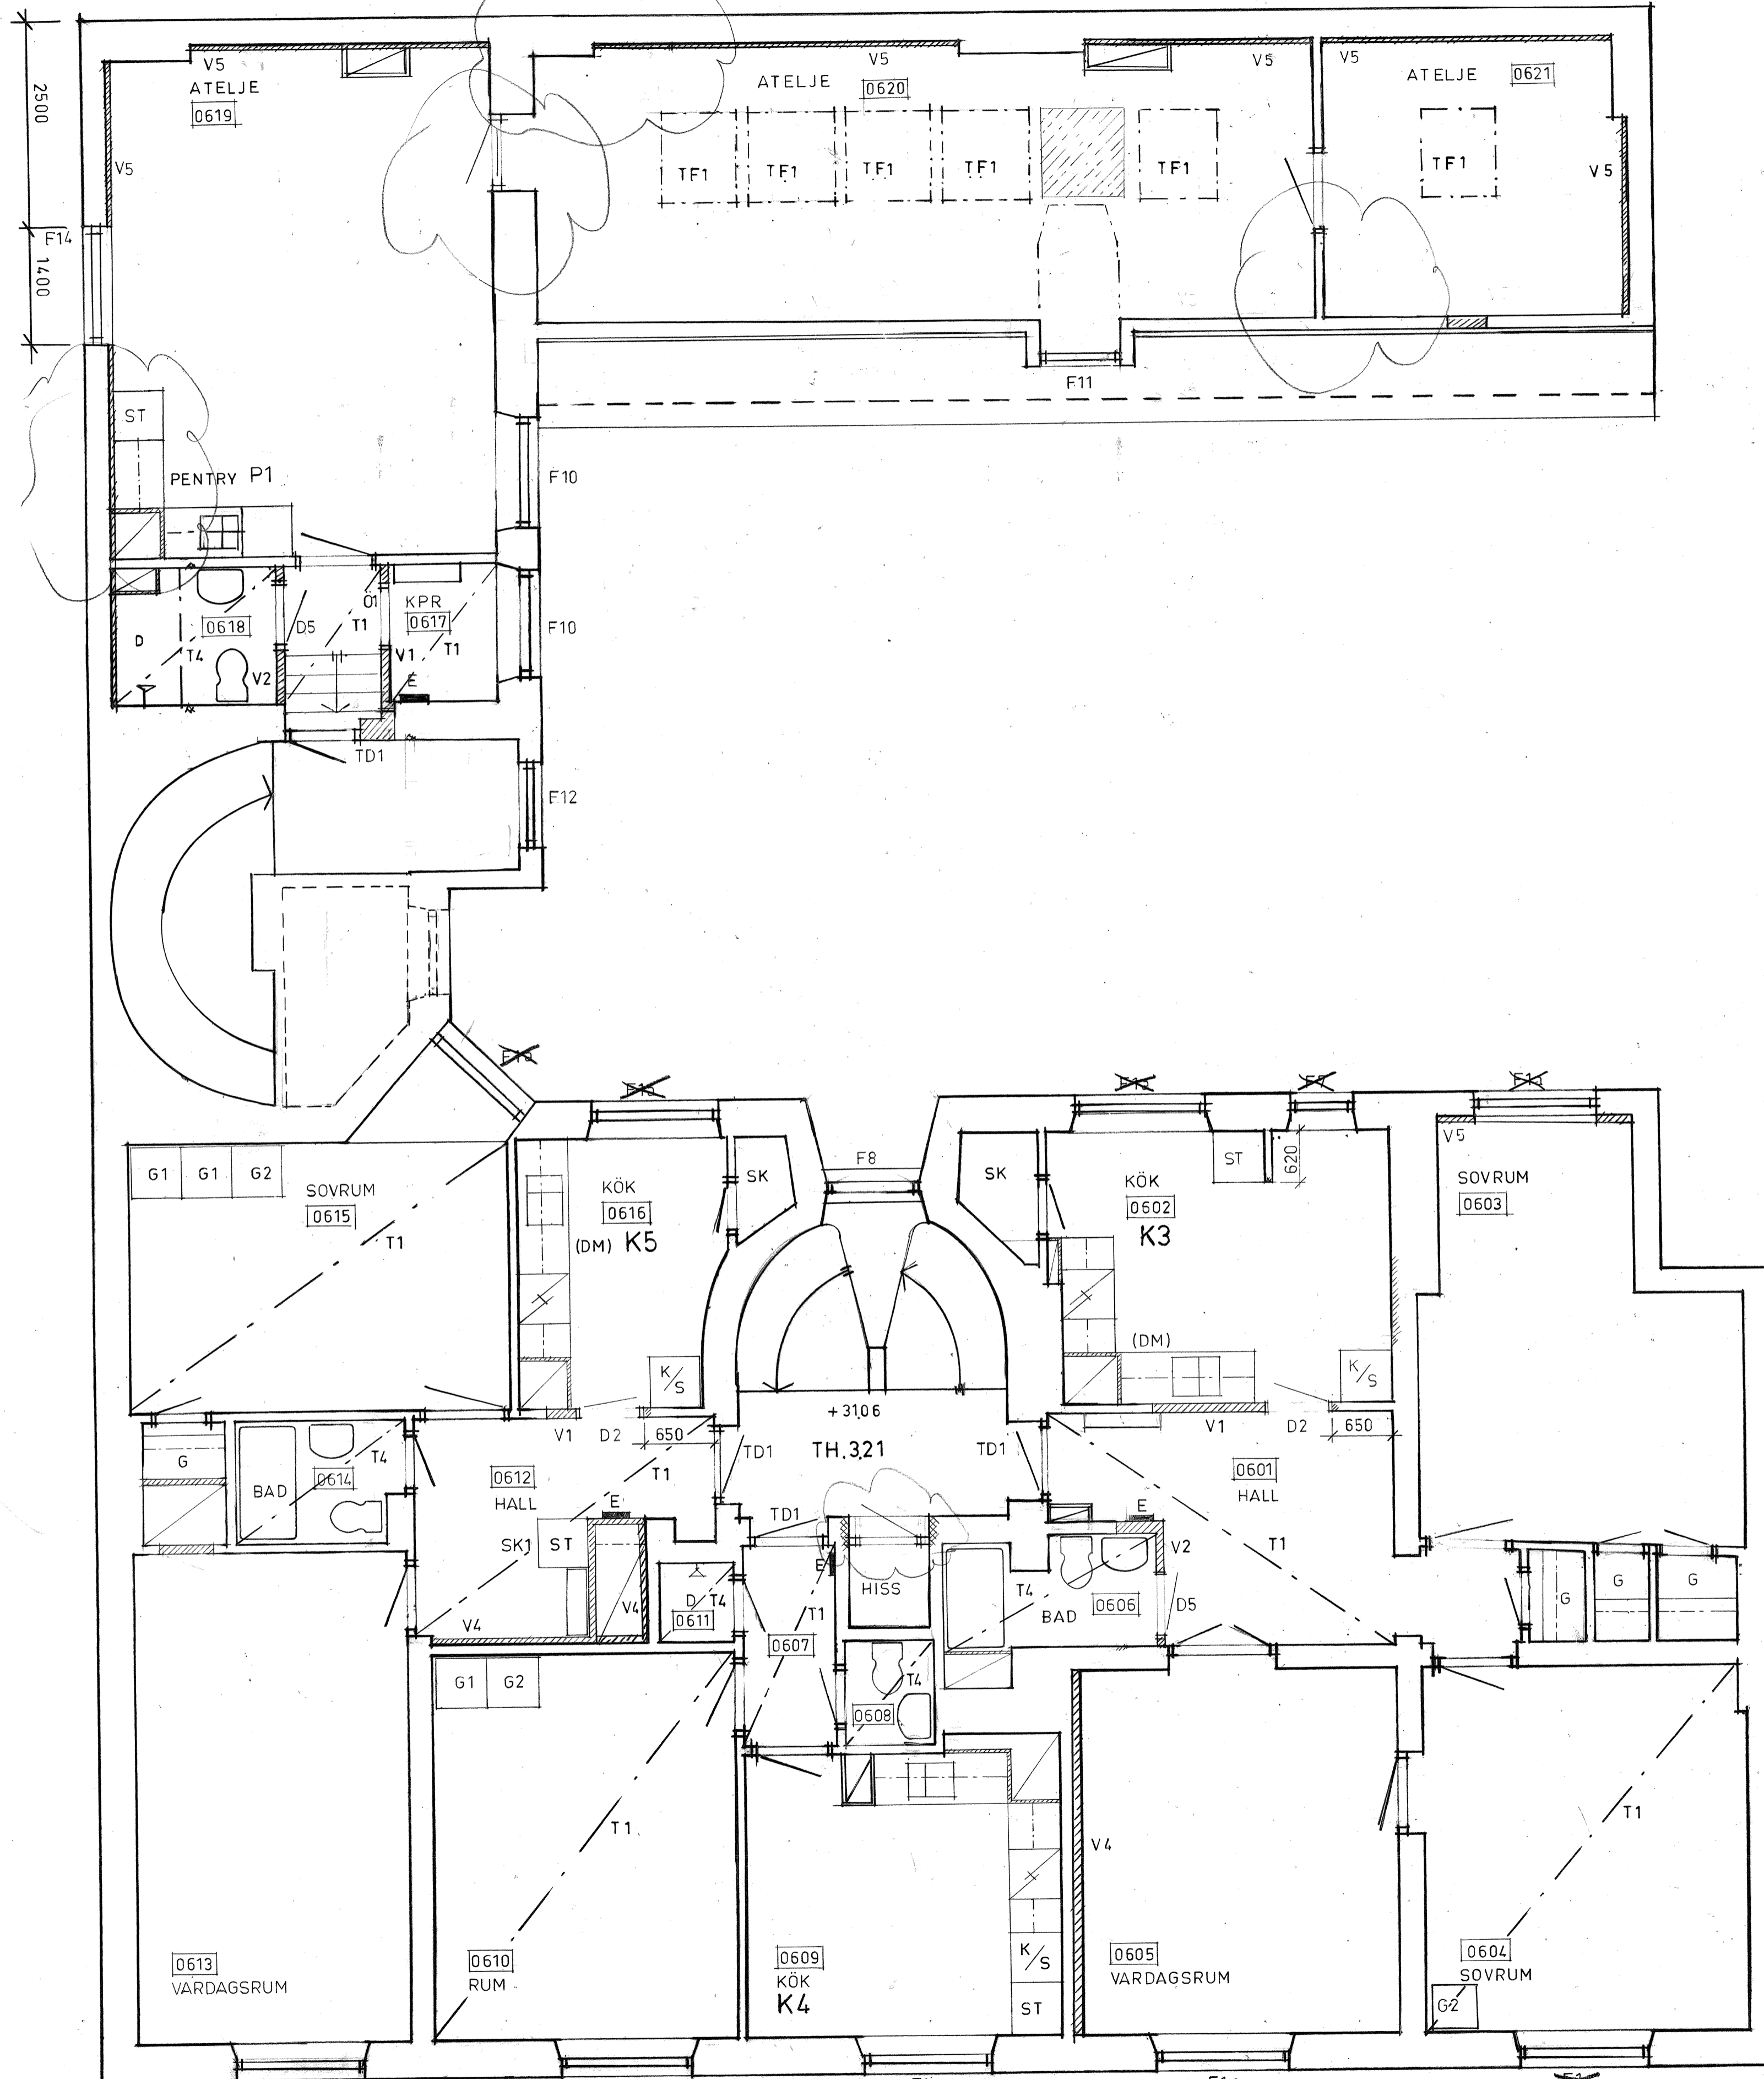 2500
1400
F14
V5
ATELJE
0619
V5
V5
ATELJE
0620
V5
V5
ATELJE
0621
V5
TF1
TF1
TF1
TF1
TF1
TF1
F11
ST
PENTRY P1
F10
F10
F12
D
T4
0618
V2
D5
Ö1
T1
KPR
0617
V1
T1
E
TD1
G1
G1
G2
SOVRUM
0615
T1
KÖK
0616
(DM) K5
SK
K/S
F8
SK
KÖK
0602
K3
ST
620
(DM)
K/S
V5
SOVRUM
0603
+3106
TH.321
TD1
TD1
TD1
V1
D2
650
V1
D2
650
G
BAD
0614
T4
0612
HALL
T1
E
SK1
ST
V4
V4
D
T4
0611
E
T1
0607
HISS
T4
BAD
0606
E
V2
D5
0601
HALL
T1
G
G
G
G1
G2
T1
0608
T4
0613
VARDAGSRUM
0610
RUM
0609
KÖK
K4
K/S
ST
V4
0605
VARDAGSRUM
T1
0604
SOVRUM
G2